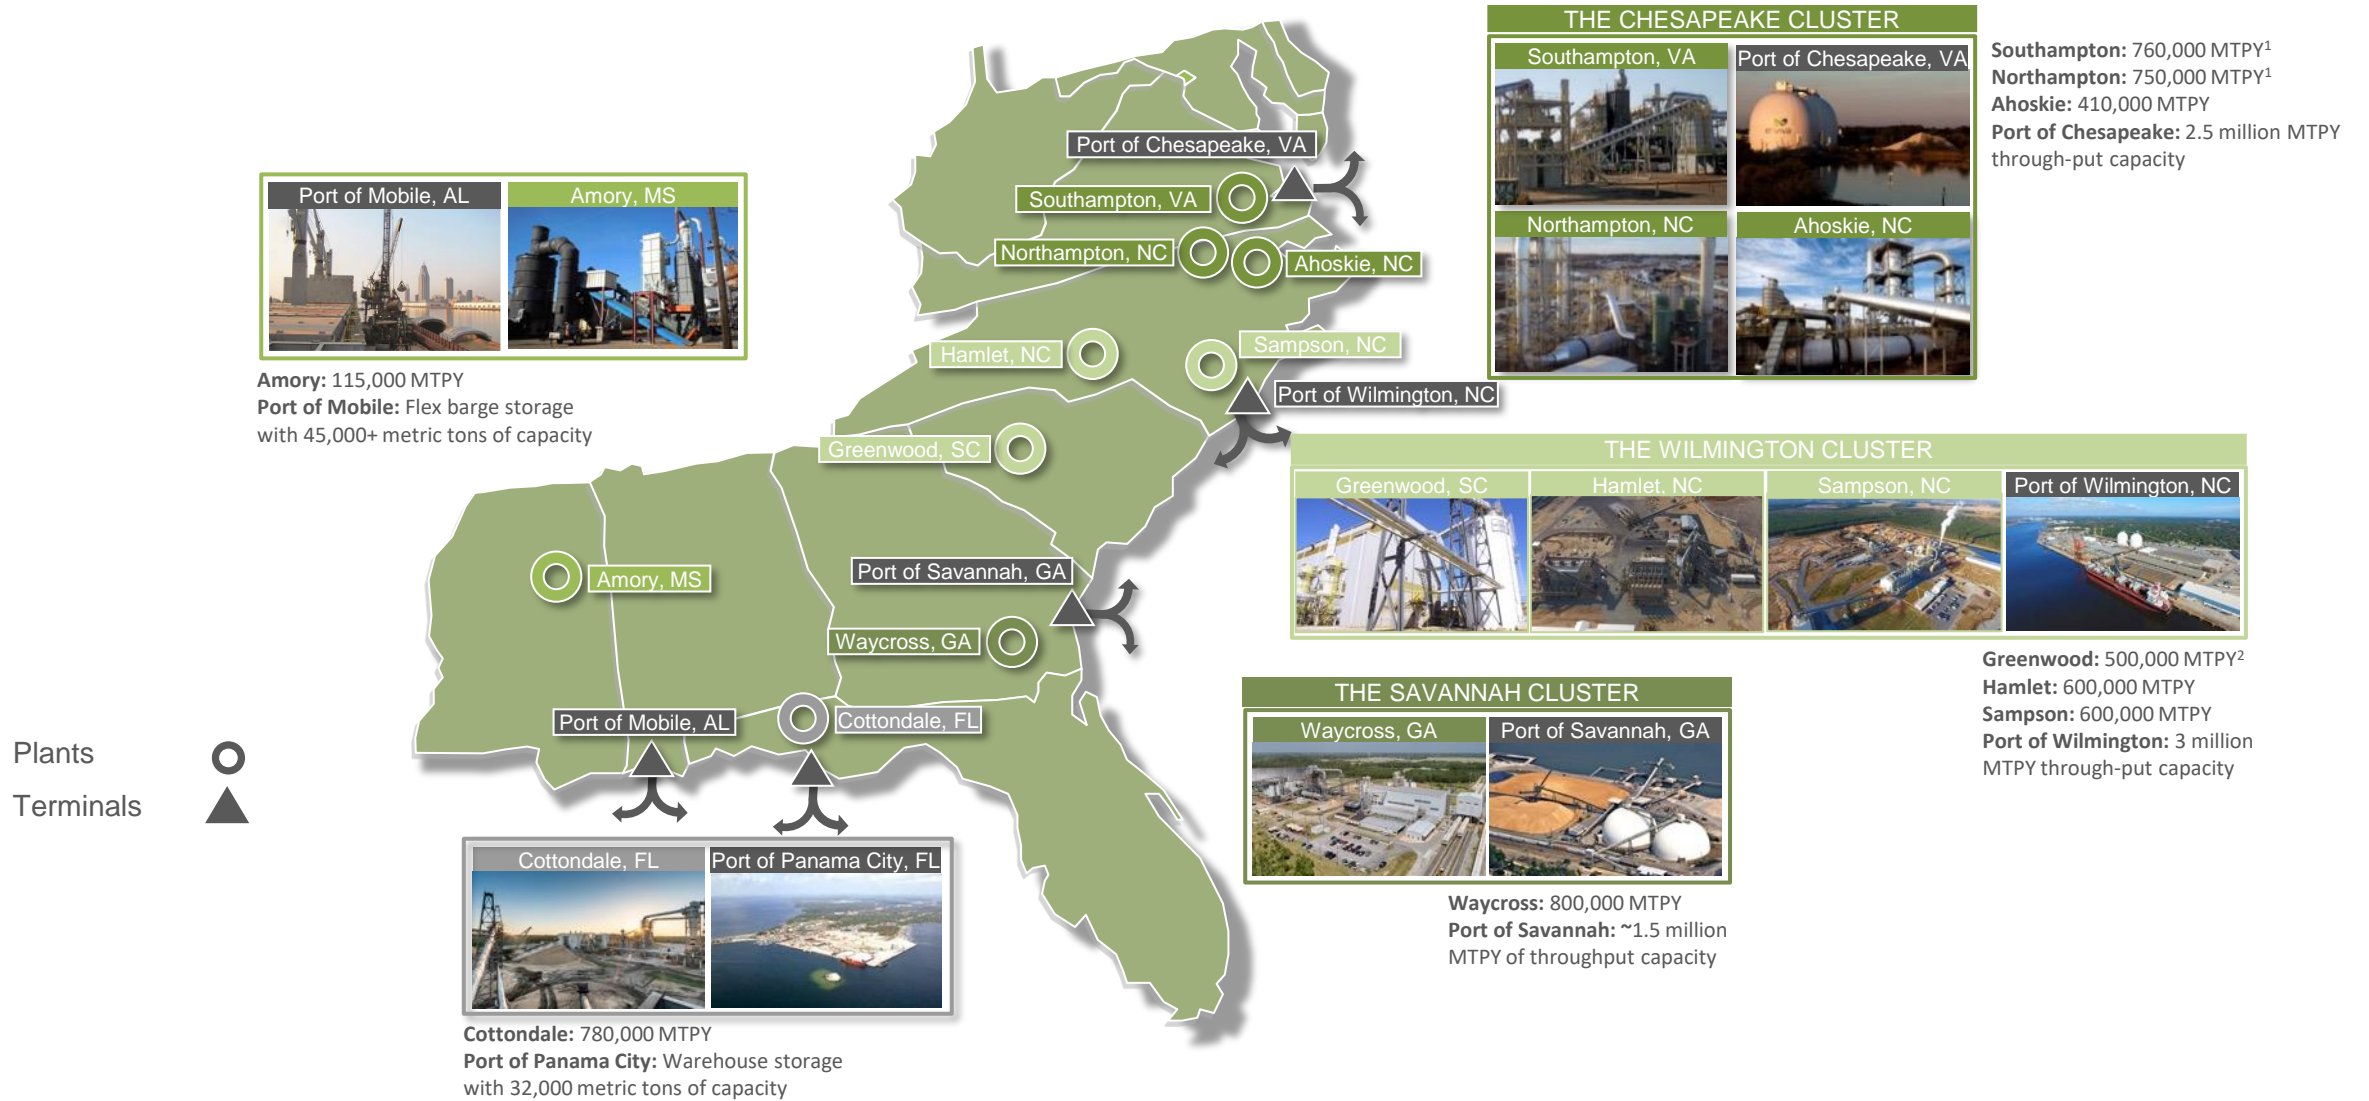 THE CHESAPEAKE CLUSTER
Southampton, VA
Port of Chesapeake, VA
Northampton, NC
Ahoskie, NC
Southampton: 760,000 MTPY1
Northampton: 750,000 MTPY1
Ahoskie: 410,000 MTPY
Port of Chesapeake: 2.5 million MTPY
through-put capacity
Port of Mobile, AL
Amory, MS
Amory: 115,000 MTPY
Port of Mobile: Flex barge storage
with 45,000+ metric tons of capacity
Port of Chesapeake, VA
Southampton, VA
Northampton, NC
Ahoskie, NC
Hamlet, NC
Sampson, NC
Port of Wilmington, NC
Greenwood, SC
Port of Savannah, GA
Amory, MS
Waycross, GA
Port of Mobile, AL
Cottondale, FL
THE WILMINGTON CLUSTER
Greenwood, SC
Hamlet. NC
Sampson, NC
Port of Wilmington, NC
Greenwood: 500,000 MTPY2
Hamlet: 600,000 MTPY
Sampson: 600,000 MTPY
Port of Wilmington: 3 million
MTPY through-put capacity
THE SAVANNAH CLUSTER
Waycross, GA
Port of Savannah, GA
Waycross: 800,000 MTPY
Port of Savannah: ~1.5 million
MTPY of throughput capacity
Plants
Terminals
Cottondale, FL
Port of Panama City, FL
Cottondale: 780,000 MTPY
Port of Panama City: Warehouse storage
with 32,000 metric tons of capacity